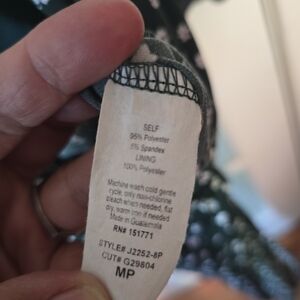 SELF
95% Polyester
5% Spandex
LINING
100% Polyester
Machine wash cold gentle
cycle, only non-chlorine
bleach when needed, flat
dry, warm iron if needed
Made in Guatemala
RN# 151771
STYLE# J2252-8P
CUT# G29804
MP